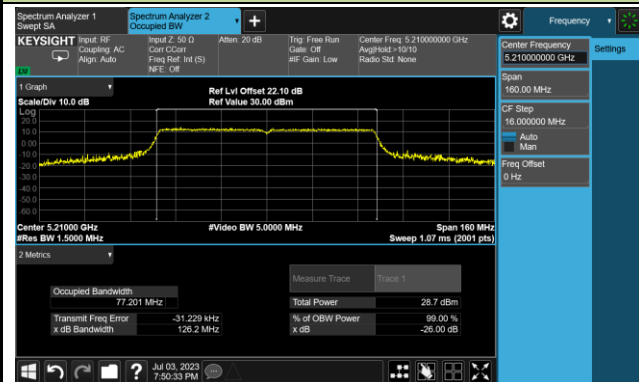 Spectrum Analyzer 1
Swept SA
Spectrum Analyzer 2
Occupied BW
+
Frequency
KEYSIGHT
Input: RF
Coupling: AC
Align: Auto
Input Z: 50 Ω
Corr CCorr
Freq Ref: Int (S)
NFE: Off
Atten: 20 dB
Trig: Free Run
Gate: Off
#IF Gain: Low
Center Freq: 5.210000000 GHz
Avg|Hold:>10/10
Radio Std: None
LXI
Center Frequency
5.210000000 GHz
Settings
Span
160.00 MHz
CF Step
16.000000 MHz
Auto
Man
Freq Offset
0 Hz
1 Graph
Scale/Div 10.0 dB
Ref Lvl Offset 22.10 dB
Ref Value 30.00 dBm
Log
20.0
10.0
0.00
-10.0
-20.0
-30.0
-40.0
-50.0
-60.0
Center 5.21000 GHz
#Res BW 1.5000 MHz
#Video BW 5.0000 MHz
Span 160 MHz
Sweep 1.07 ms (2001 pts)
2 Metrics
Measure Trace
Trace 1
Occupied Bandwidth
77.201 MHz
Total Power
28.7 dBm
Transmit Freq Error
-31.229 kHz
% of OBW Power
99.00 %
x dB Bandwidth
126.2 MHz
x dB
-26.00 dB
?
Jul 03, 2023
7:50:33 PM